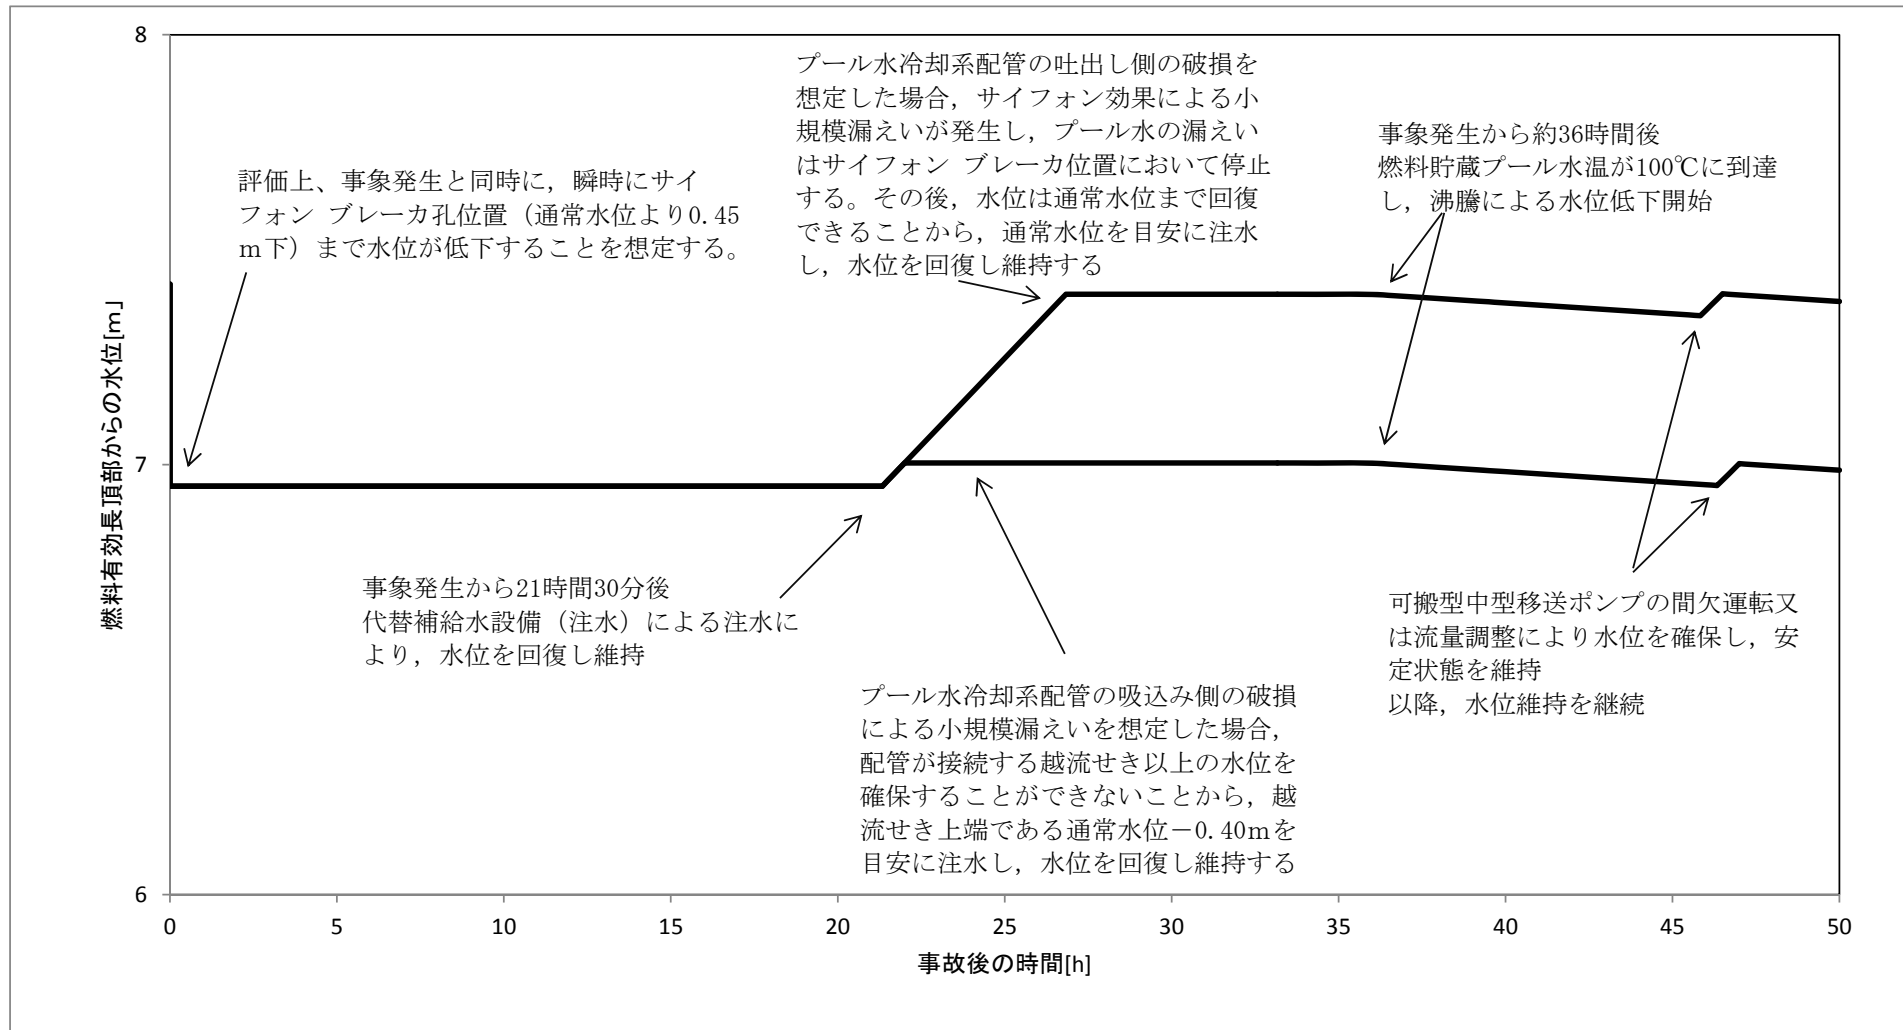 8
プール水冷却系配管の吐出し側の破損を
想定した場合，サイフォン効果による小
規模漏えいが発生し，プール水の漏えい
はサイフォン ブレーカ位置において停止
する。その後，水位は通常水位まで回復
できることから，通常水位を目安に注水
し，水位を回復し維持する
事象発生から約36時間後
燃料貯蔵プール水温が100℃に到達
し，沸騰による水位低下開始
評価上、事象発生と同時に，瞬時にサイ
フォン ブレーカ孔位置（通常水位より0.45
ｍ下）まで水位が低下することを想定する。
燃料有効長頂部からの水位[ｍ」
7
事象発生から21時間30分後
代替補給水設備（注水）による注水に
より，水位を回復し維持
可搬型中型移送ポンプの間欠運転又
は流量調整により水位を確保し，安
定状態を維持
以降，水位維持を継続
プール水冷却系配管の吸込み側の破損
による小規模漏えいを想定した場合，
配管が接続する越流せき以上の水位を
確保することができないことから，越
流せき上端である通常水位－0.40ｍを
目安に注水し，水位を回復し維持する
6
0 5 10 15 20 25 30 35 40 45 50
事故後の時間[h]